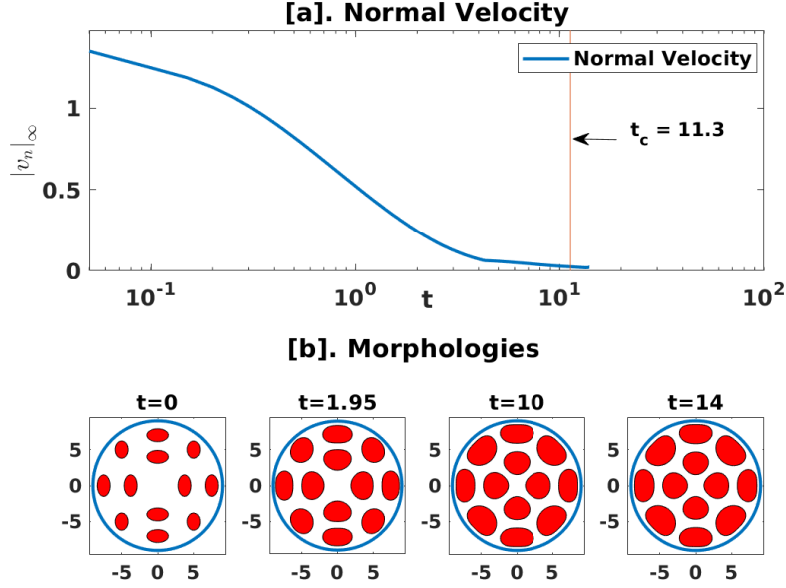 [a]. Normal Velocity
Normal Velocity
|v_n|_∞
1
0.5
0
t_c = 11.3
10^-1 10^0 t 10^1 10^2
[b]. Morphologies
t=0 t=1.95 t=10 t=14
5 5 5 5
0 0 0 0
-5 -5 -5 -5
-5 0 5 -5 0 5 -5 0 5 -5 0 5